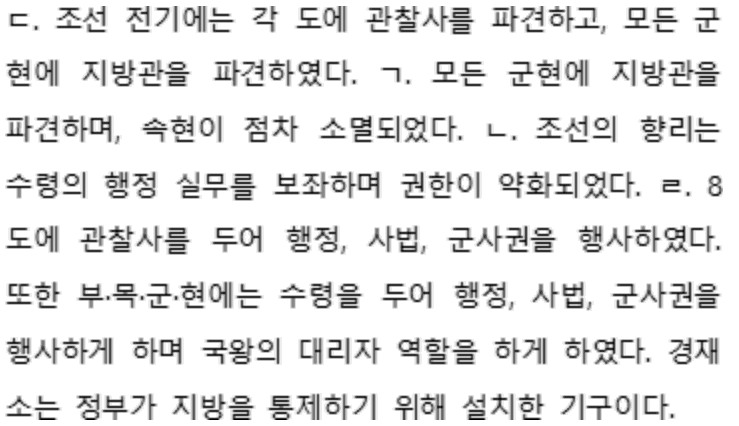 ㄷ. 조선 전기에는 각 도에 관찰사를 파견하고, 모든 군
현에 지방관을 파견하였다. ㄱ. 모든 군현에 지방관을
파견하며, 속현이 점차 소멸되었다. ㄴ. 조선의 향리는
수령의 행정 실무를 보좌하며 권한이 약화되었다. ㄹ. 8
도에 관찰사를 두어 행정, 사법, 군사권을 행사하였다.
또한 부·목·군·현에는 수령을 두어 행정, 사법, 군사권을
행사하게 하며 국왕의 대리자 역할을 하게 하였다. 경재
소는 정부가 지방을 통제하기 위해 설치한 기구이다.